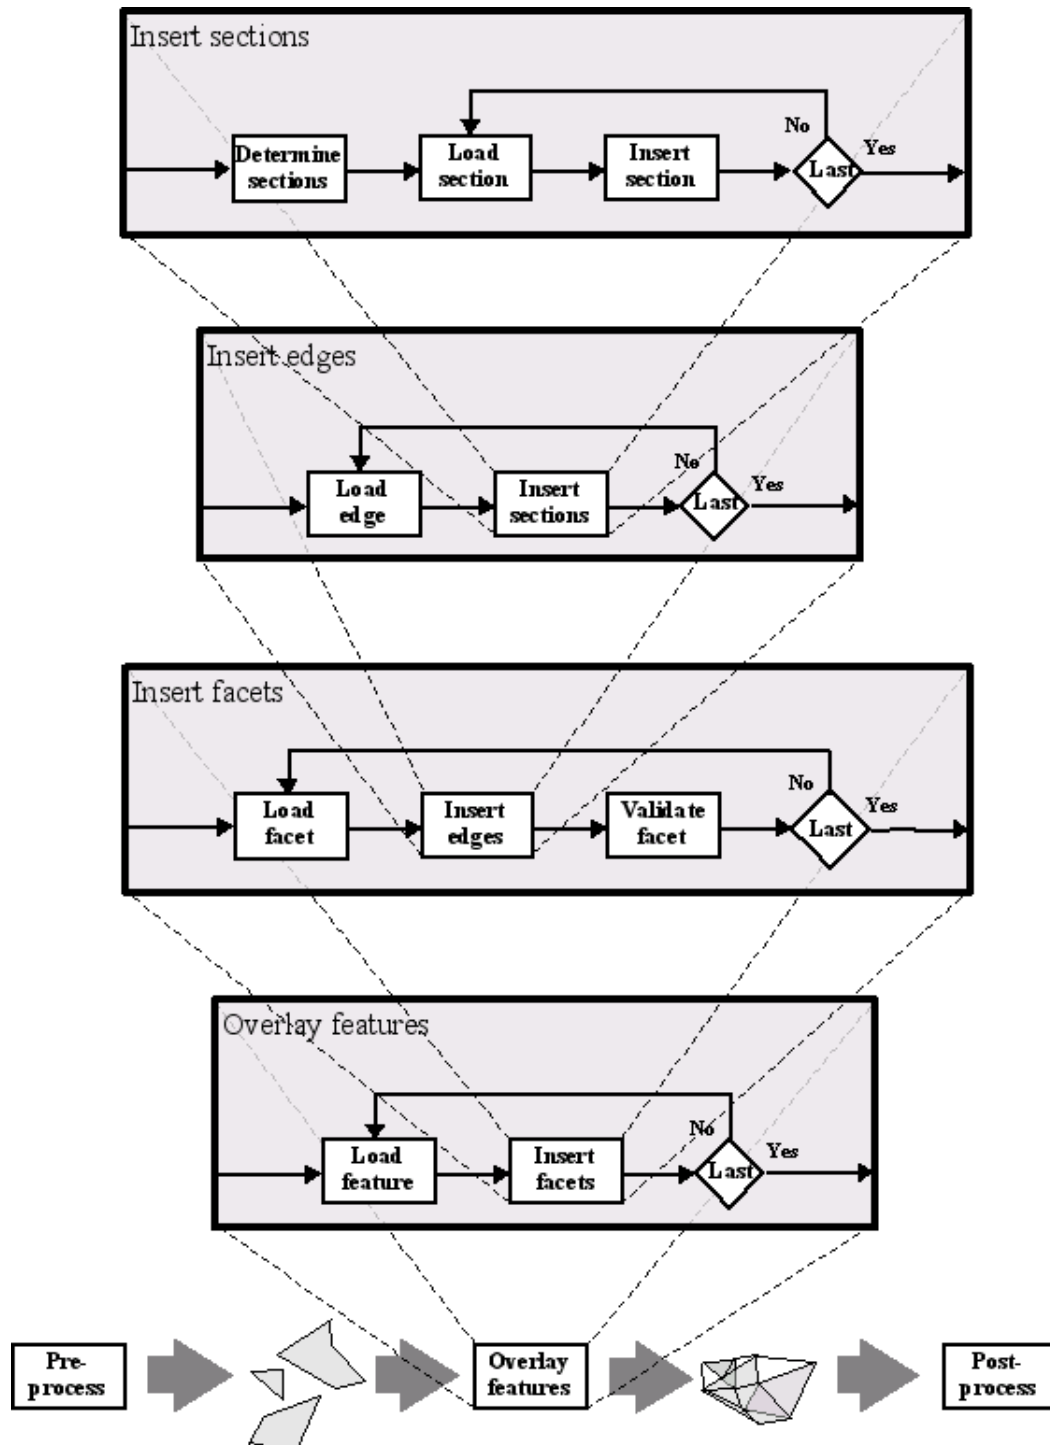 Insert sections
No
Yes
Determine
sections
Load
section
Insert
section
Last
Insert edges
No
Yes
Load
edge
Insert
sections
Last
Insert facets
No
Yes
Load
facet
Insert
edges
Validate
facet
Last
Overlay features
No
Yes
Load
feature
Insert
facets
Last
Pre-
process
Overlay
features
Post-
process